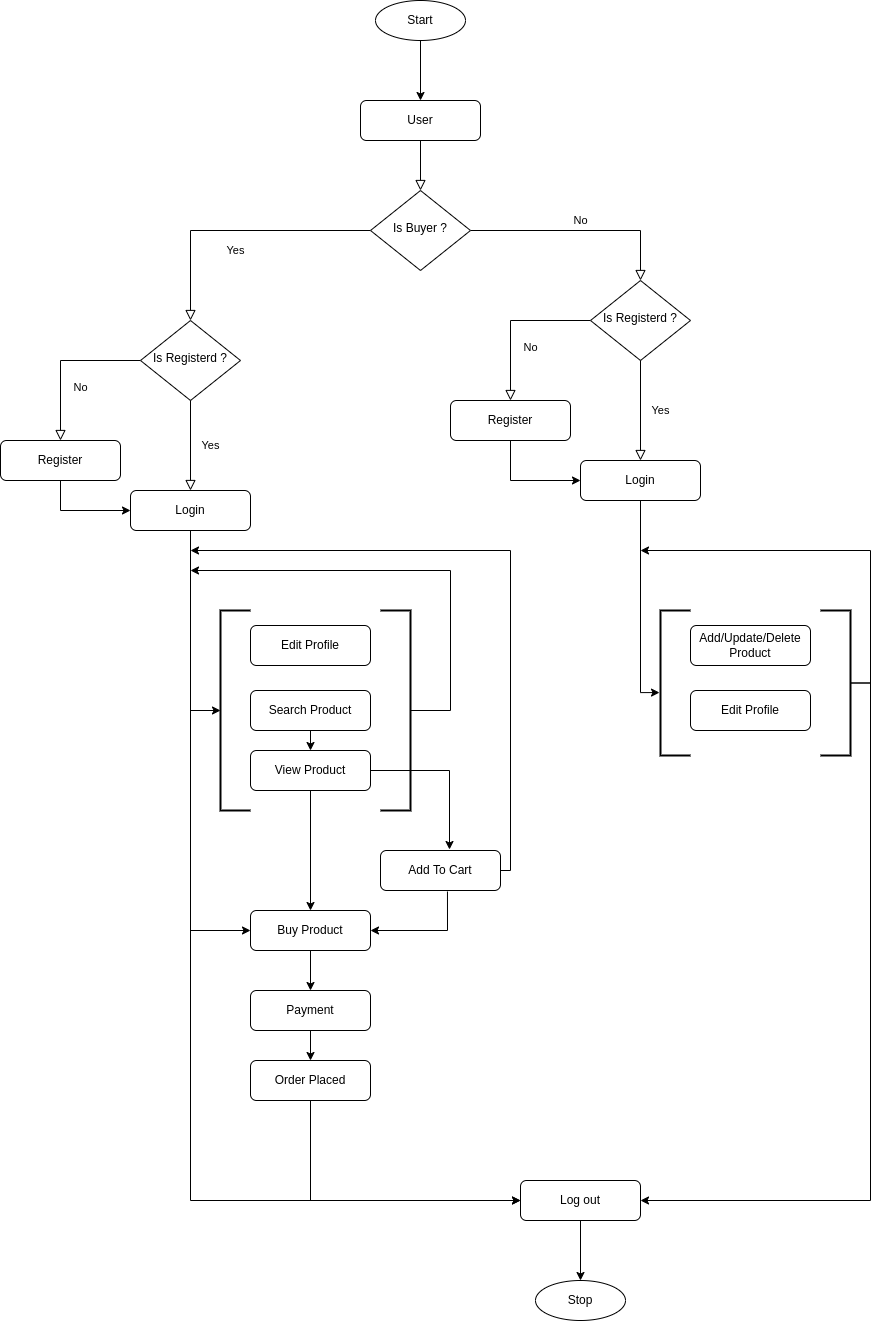 Start
User
Is Buyer ?
Yes
No
Is Registerd ?
No
Yes
Register
Login
Is Registerd ?
No
Yes
Register
Login
Edit Profile
Search Product
View Product
Add To Cart
Buy Product
Payment
Order Placed
Add/Update/Delete
Product
Edit Profile
Log out
Stop